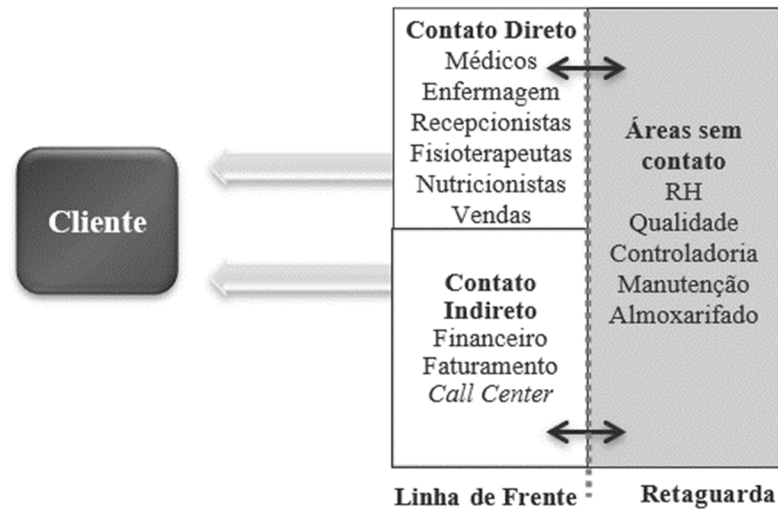 Cliente
Contato Direto
Médicos
Enfermagem
Recepcionistas
Fisioterapeutas
Nutricionistas
Vendas
Contato
Indireto
Financeiro
Faturamento
Call Center
Áreas sem
contato
RH
Qualidade
Controladoria
Manutenção
Almoxarifado
Linha de Frente
Retaguarda